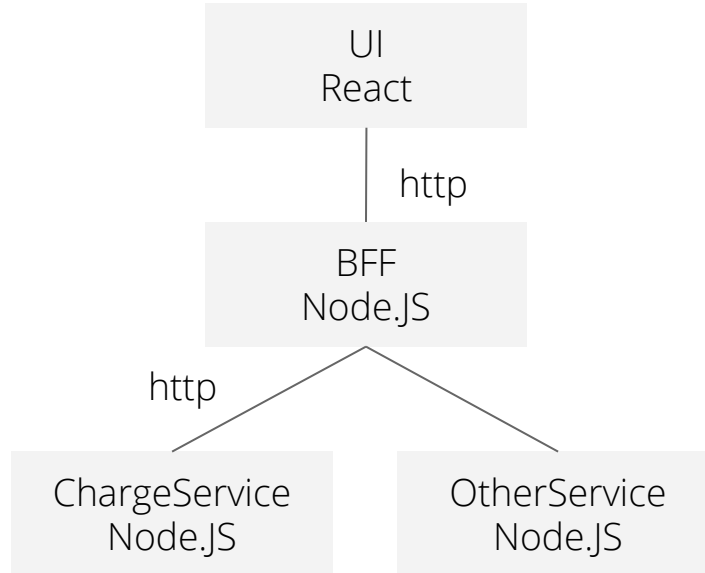 UI
React
http
BFF
Node.JS
http
ChargeService
Node.JS
OtherService
Node.JS